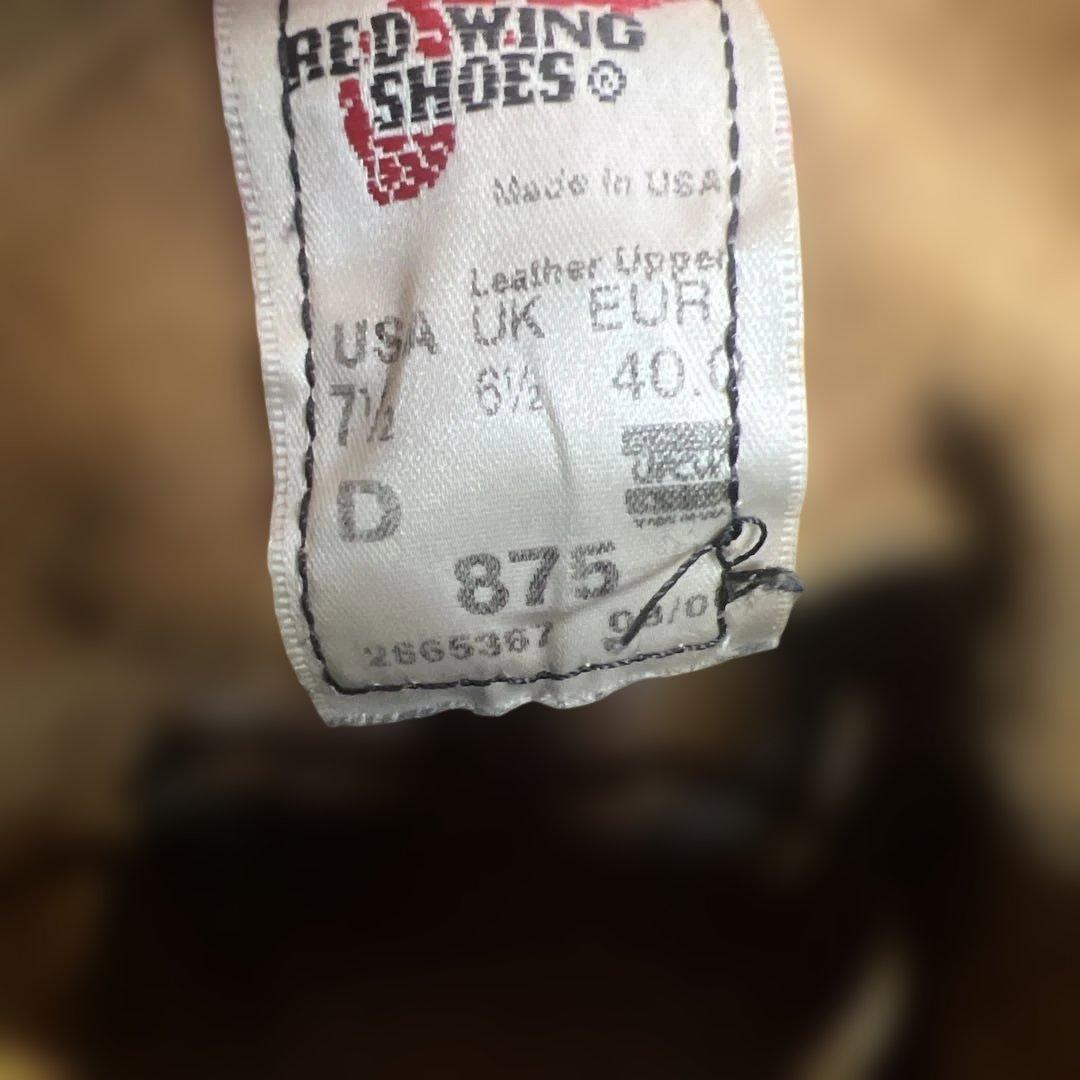 RED WING
SHOES®
Made in USA
Leather Upper
USA UK EUR
7½ 6½ 40.0
D
875
2665367